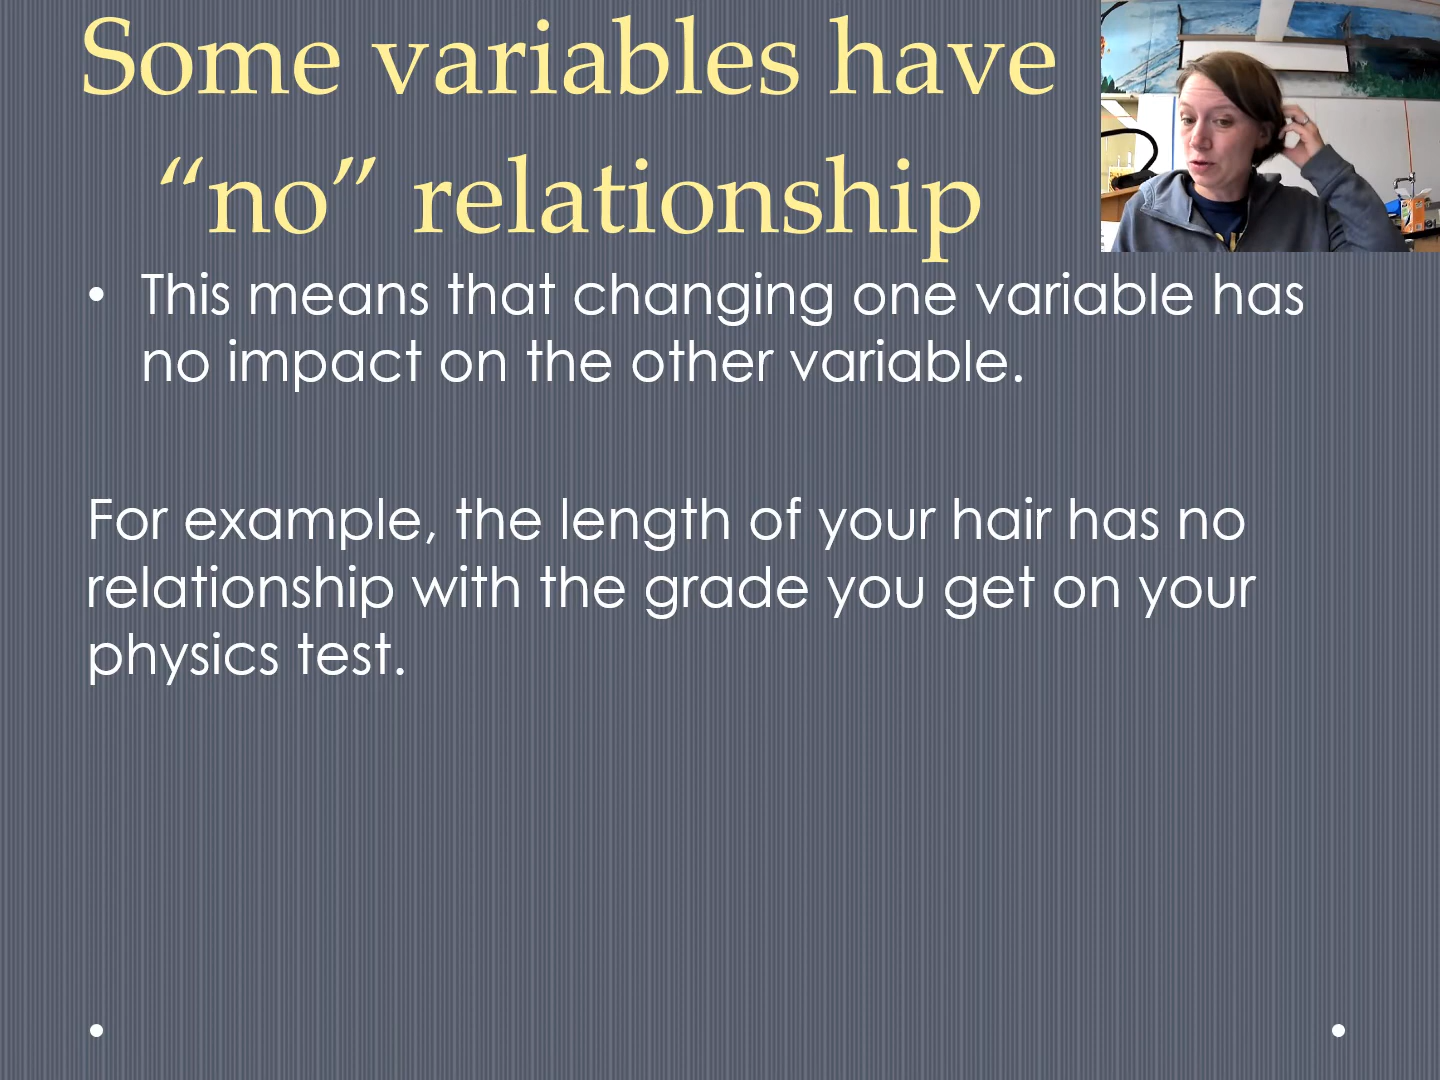 Some variables have
“no” relationship
• This means that changing one variable has
no impact on the other variable.
For example, the length of your hair has no
relationship with the grade you get on your
physics test.